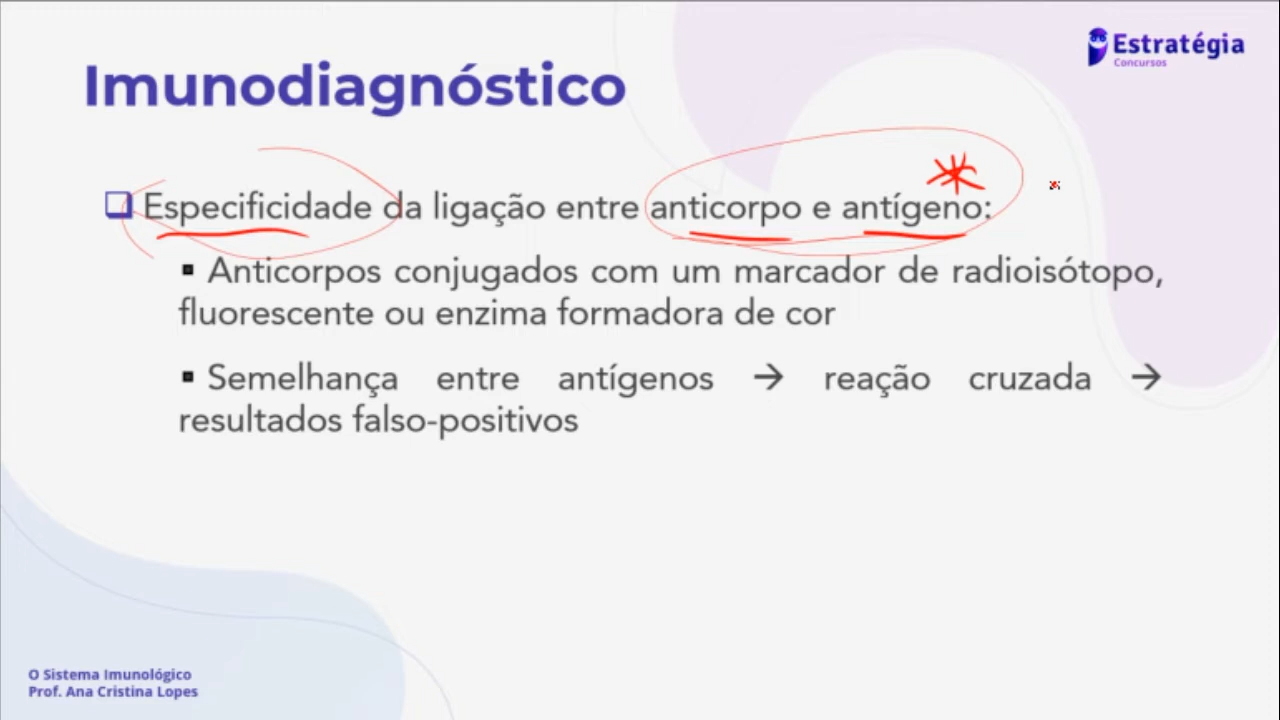 Estratégia
Concursos
Imunodiagnóstico
Especificidade da ligação entre anticorpo e antígeno:
Anticorpos conjugados com um marcador de radioisótopo,
fluorescente ou enzima formadora de cor
Semelhança entre antígenos → reação cruzada →
resultados falso-positivos
O Sistema Imunológico
Prof. Ana Cristina Lopes